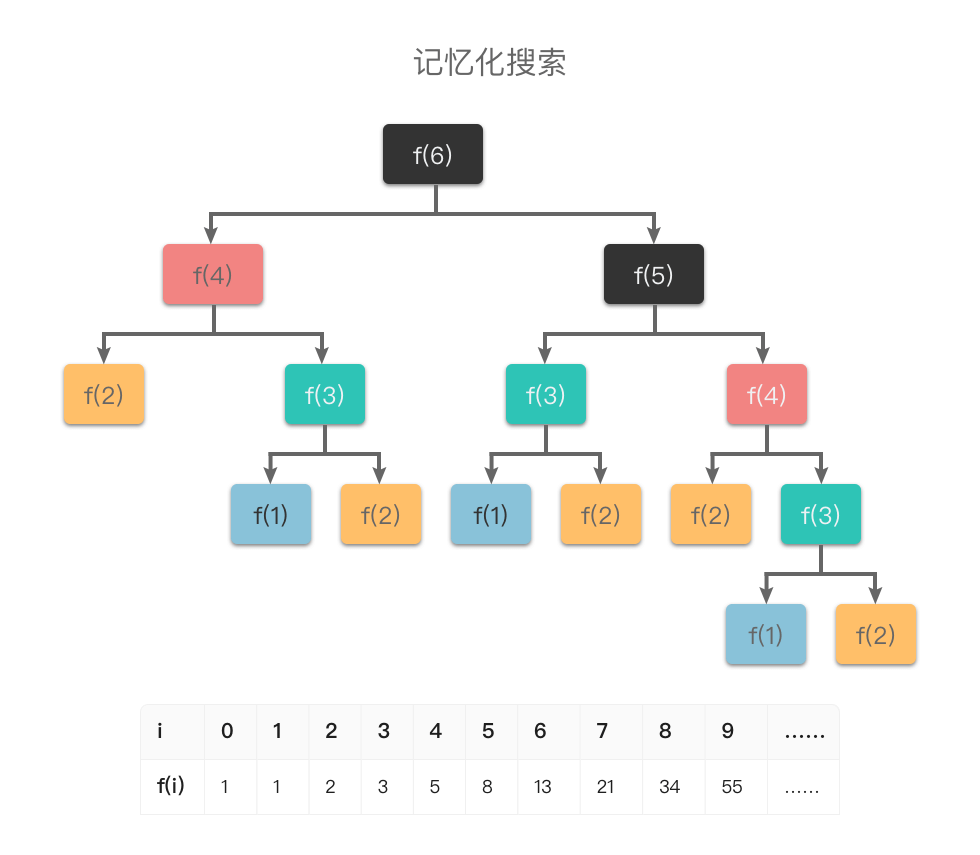 记忆化搜索
f(6)
f(4) f(5)
f(2) f(3) f(3) f(4)
f(1) f(2) f(1) f(2) f(2) f(3)
f(1) f(2)
i 0 1 2 3 4 5 6 7 8 9 ……
f(i) 1 1 2 3 5 8 13 21 34 55 ……